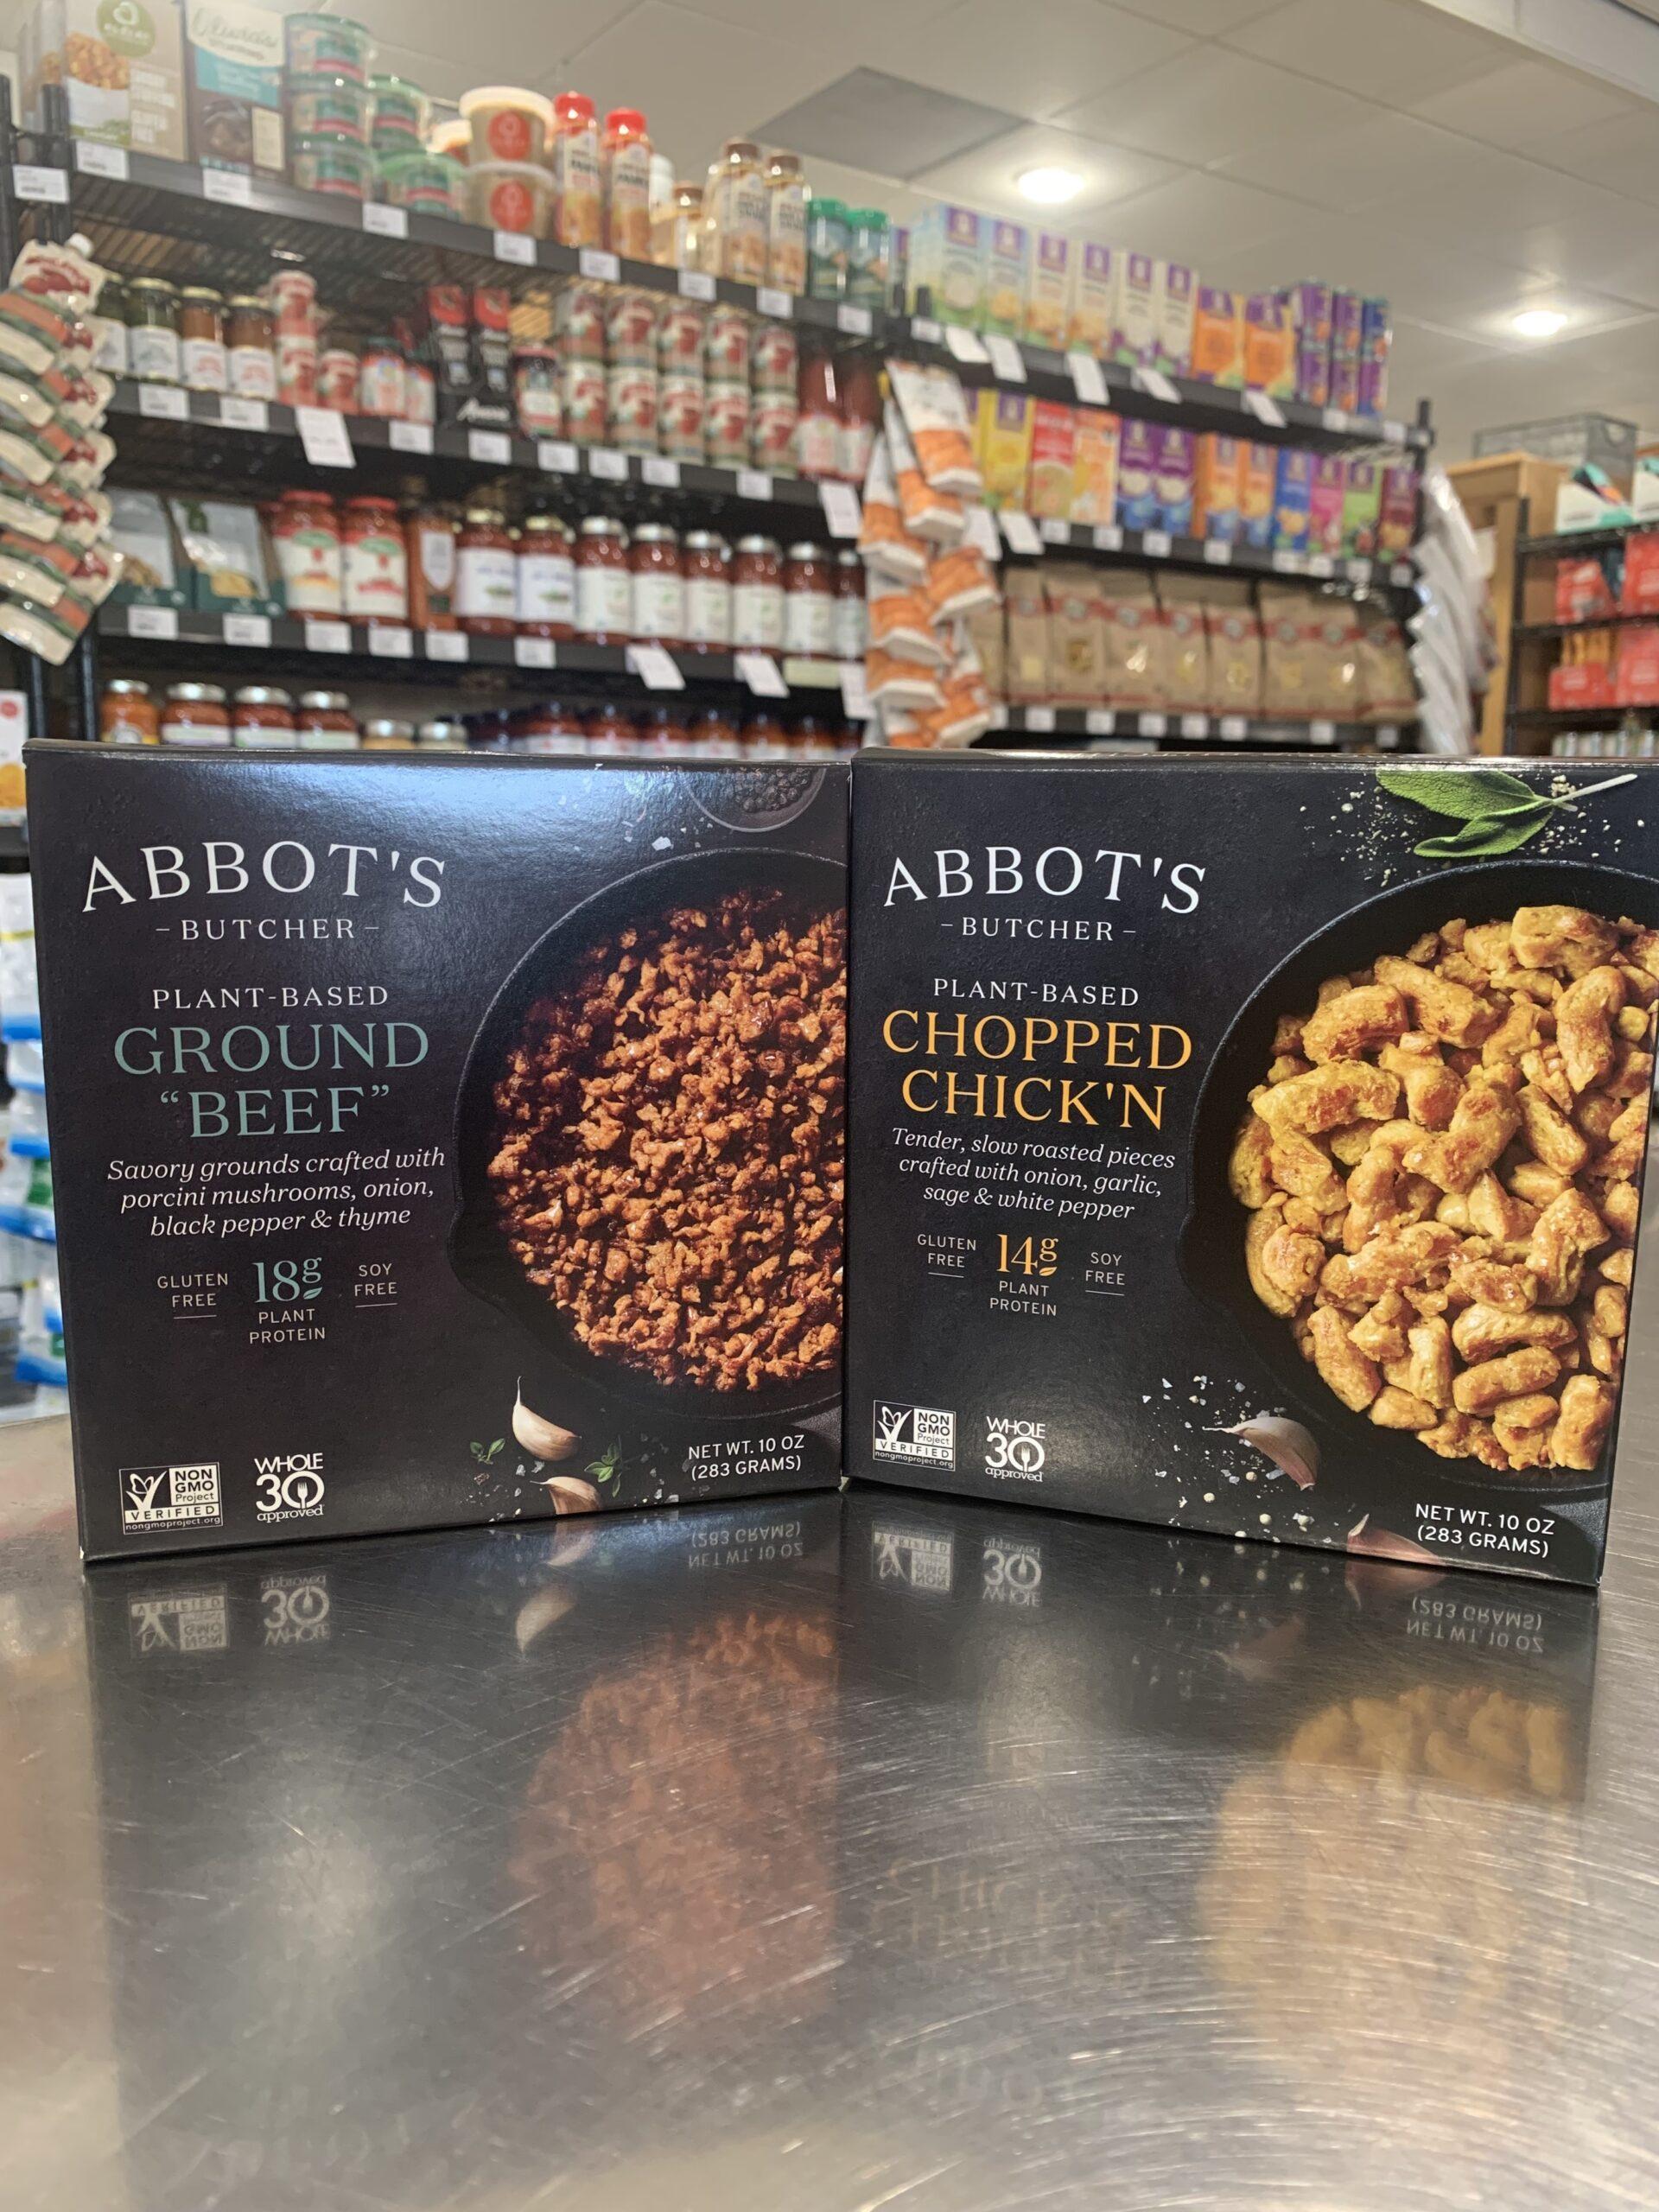 ABBOT'S
- BUTCHER -
PLANT-BASED
GROUND
“BEEF”
Savory grounds crafted with
porcini mushrooms, onion,
black pepper & thyme
GLUTEN
FREE
18g
PLANT
PROTEIN
SOY
FREE
NON
GMO
Project
VERIFIED
nongmoproject.org
WHOLE
30
approved
NET WT. 10 OZ
(283 GRAMS)
ABBOT'S
- BUTCHER -
PLANT-BASED
CHOPPED
CHICK'N
Tender, slow roasted pieces
crafted with onion, garlic,
sage & white pepper
GLUTEN
FREE
14g
PLANT
PROTEIN
SOY
FREE
NON
GMO
Project
VERIFIED
nongmoproject.org
WHOLE
30
approved
NET WT. 10 OZ
(283 GRAMS)